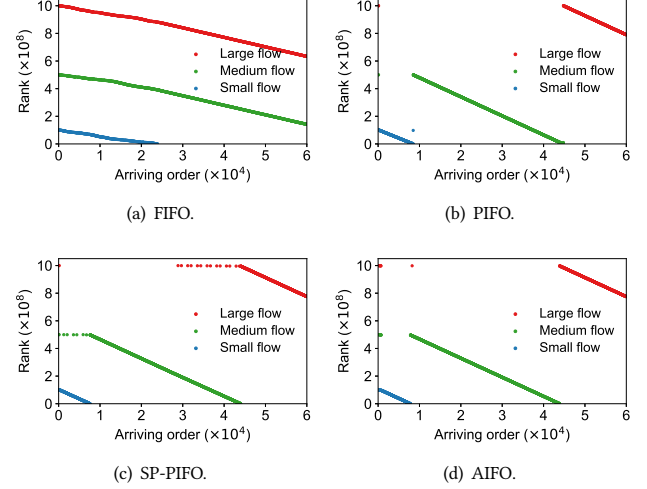 10
8
6
4
2
0
Rank (×10⁸)
Large flow
Medium flow
Small flow
0 1 2 3 4 5 6
Arriving order (×10⁴)
(a) FIFO.
10
8
6
4
2
0
Rank (×10⁸)
Large flow
Medium flow
Small flow
0 1 2 3 4 5 6
Arriving order (×10⁴)
(b) PIFO.
10
8
6
4
2
0
Rank (×10⁸)
Large flow
Medium flow
Small flow
0 1 2 3 4 5 6
Arriving order (×10⁴)
(c) SP-PIFO.
10
8
6
4
2
0
Rank (×10⁸)
Large flow
Medium flow
Small flow
0 1 2 3 4 5 6
Arriving order (×10⁴)
(d) AIFO.